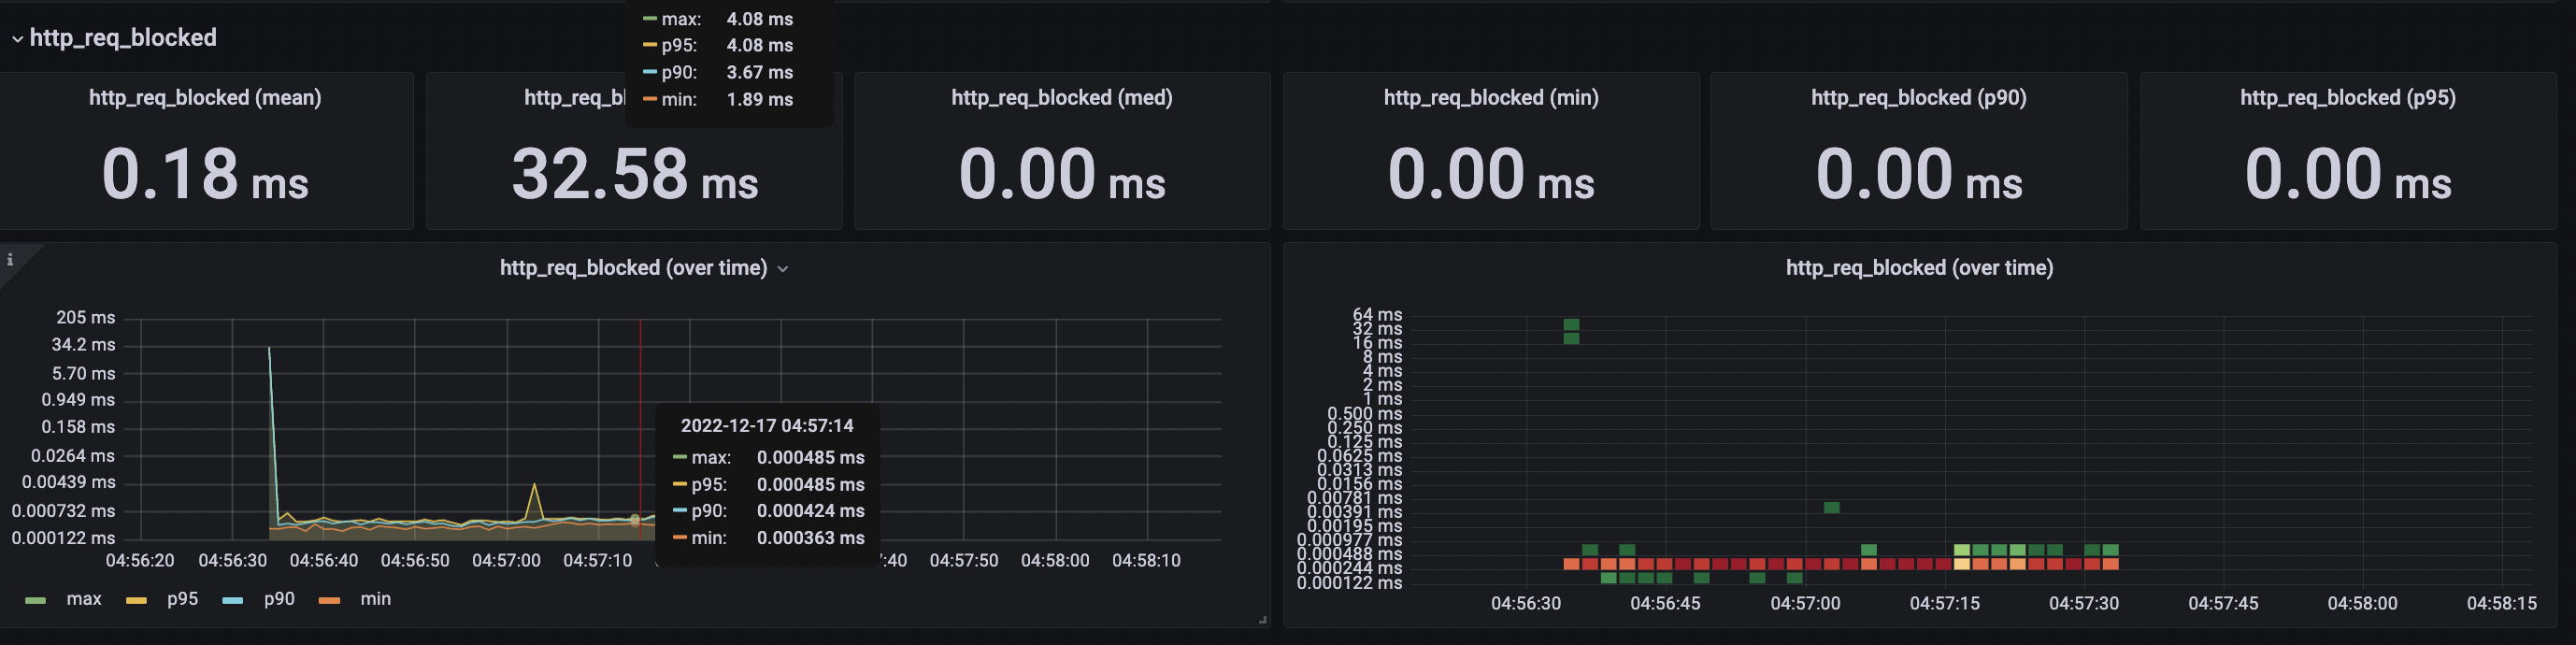 max: 4.08 ms
p95: 4.08 ms
p90: 3.67 ms
min: 1.89 ms
http_req_blocked
http_req_blocked (mean)
0.18 ms
http_req_bl
32.58 ms
http_req_blocked (med)
0.00 ms
http_req_blocked (min)
0.00 ms
http_req_blocked (p90)
0.00 ms
http_req_blocked (p95)
0.00 ms
i
http_req_blocked (over time)
205 ms
34.2 ms
5.70 ms
0.949 ms
0.158 ms
0.0264 ms
0.00439 ms
0.000732 ms
0.000122 ms
04:56:20 04:56:30 04:56:40 04:56:50 04:57:00 04:57:10 :40 04:57:50 04:58:00 04:58:10
2022-12-17 04:57:14
max: 0.000485 ms
p95: 0.000485 ms
p90: 0.000424 ms
min: 0.000363 ms
max p95 p90 min
http_req_blocked (over time)
64 ms
32 ms
16 ms
8 ms
4 ms
2 ms
1 ms
0.500 ms
0.250 ms
0.125 ms
0.0625 ms
0.0313 ms
0.0156 ms
0.00781 ms
0.00391 ms
0.00195 ms
0.000977 ms
0.000488 ms
0.000244 ms
0.000122 ms
04:56:30 04:56:45 04:57:00 04:57:15 04:57:30 04:57:45 04:58:00 04:58:15